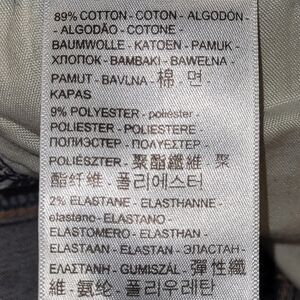 89% COTTON - COTON - ALGODÓN -
- ALGODÃO - COTONE -
BAUMWOLLE - KATOEN - PAMUK -
ХЛОПОК - BAMBAKI - BAWEŁNA -
PAMUT - BAVLNA - 棉 - 면 -
KAPAS
9% POLYESTER - poliéster -
POLIESTER - POLIESTERE -
ПОЛИЭСТЕР - ΠΟΛΥΕΣΤΕΡ -
POLIÉSZTER - 聚酯纖維 - 聚
酯纤维 - 폴리에스터
2% ELASTANE - ELASTHANNE -
elastano - ELASTANO -
ELASTOMERO - ELASTHAN -
ELASTAAN - ELASTAN - ЭЛАСТАН -
ΕΛΑΣΤΑΝΗ - GUMISZÁL - 彈性纖
維 - 氨纶 - 폴리우레탄